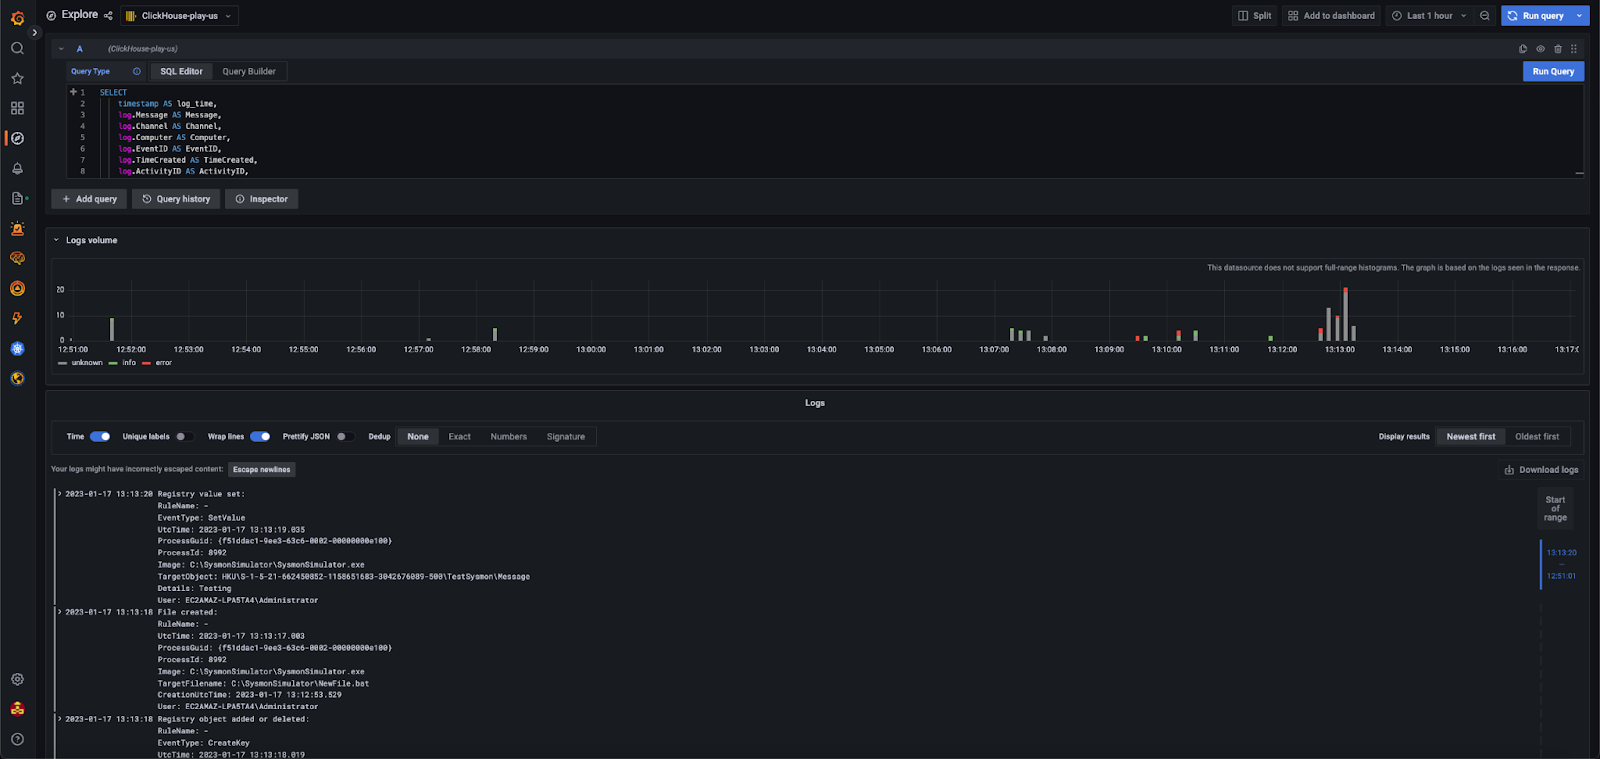 Explore ClickHouse-play-us Split Add to dashboard Last 1 hour Run query
A (ClickHouse-play-us)
Query Type SQL Editor Query Builder Run Query
1 SELECT
2 timestamp AS log_time,
3 log.Message AS Message,
4 log.Channel AS Channel,
5 log.Computer AS Computer,
6 log.EventID AS EventID,
7 log.TimeCreated AS TimeCreated,
8 log.ActivityID AS ActivityID,
+ Add query Query history Inspector
Logs volume
This datasource does not support full-range histograms. The graph is based on the logs seen in the response.
20
10
0
12:51:00 12:52:00 12:53:00 12:54:00 12:55:00 12:56:00 12:57:00 12:58:00 12:59:00 13:00:00 13:01:00 13:02:00 13:03:00 13:04:00 13:05:00 13:06:00 13:07:00 13:08:00 13:09:00 13:10:00 13:11:00 13:12:00 13:13:00 13:14:00 13:15:00 13:16:00 13:17:0
unknown info error
Logs
Time Unique labels Wrap lines Prettify JSON Dedup None Exact Numbers Signature Display results Newest first Oldest first
Your logs might have incorrectly escaped content: Escape newlines Download logs
2023-01-17 13:13:20 Registry value set:
RuleName: -
EventType: SetValue
UtcTime: 2023-01-17 13:13:19.035
ProcessGuid: {f51ddac1-9ee3-63c6-0002-00000000e100}
ProcessId: 8992
Image: C:\SysmonSimulator\SysmonSimulator.exe
TargetObject: HKU\S-1-5-21-662450852-1158651683-3042676089-500\TestSysmon\Message
Details: Testing
User: EC2AMAZ-LPA5TA4\Administrator
2023-01-17 13:13:18 File created:
RuleName: -
UtcTime: 2023-01-17 13:13:17.003
ProcessGuid: {f51ddac1-9ee3-63c6-0002-00000000e100}
ProcessId: 8992
Image: C:\SysmonSimulator\SysmonSimulator.exe
TargetFilename: C:\SysmonSimulator\NewFile.bat
CreationUtcTime: 2023-01-17 13:12:53.529
User: EC2AMAZ-LPA5TA4\Administrator
2023-01-17 13:13:18 Registry object added or deleted:
RuleName: -
EventType: CreateKey
UtcTime: 2023-01-17 13:13:18.019
Start
of
range
13:13:20
—
12:51:01